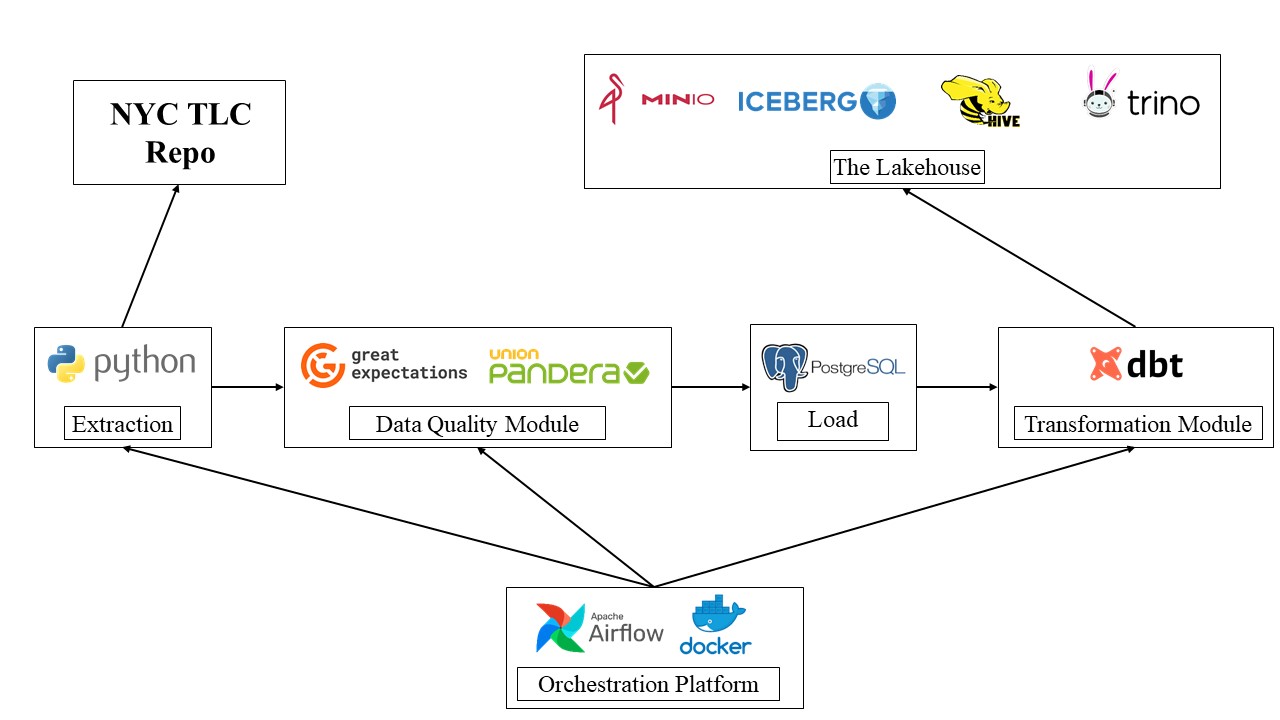 NYC TLC
Repo
MINIO
ICEBERG
HIVE
trino
The Lakehouse
python
Extraction
great
expectations
UNION
PANDERA
Data Quality Module
PostgreSQL
Load
dbt
Transformation Module
Apache
Airflow
docker
Orchestration Platform